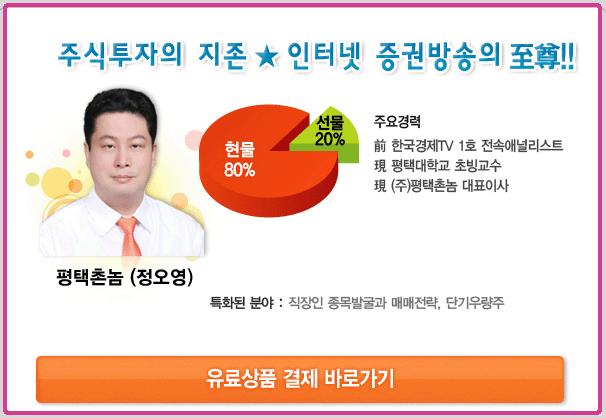 주식투자의 지존 ★ 인터넷 증권방송의 至尊!!
현물
80%
선물
20%
주요경력
前 한국경제TV 1호 전속애널리스트
現 평택대학교 초빙교수
現 (주)평택촌놈 대표이사
평택촌놈 (정오영)
특화된 분야 : 직장인 종목발굴과 매매전략, 단기우량주
유료상품 결제 바로가기